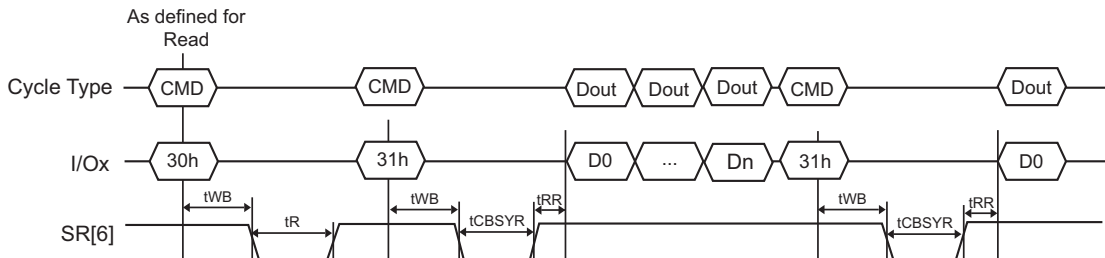 As defined for
Read
Cycle Type CMD CMD Dout Dout Dout CMD Dout
I/Ox 30h 31h D0 ... Dn 31h D0
tWB tR tWB tCBSYR tRR tWB tCBSYR tRR
SR[6]